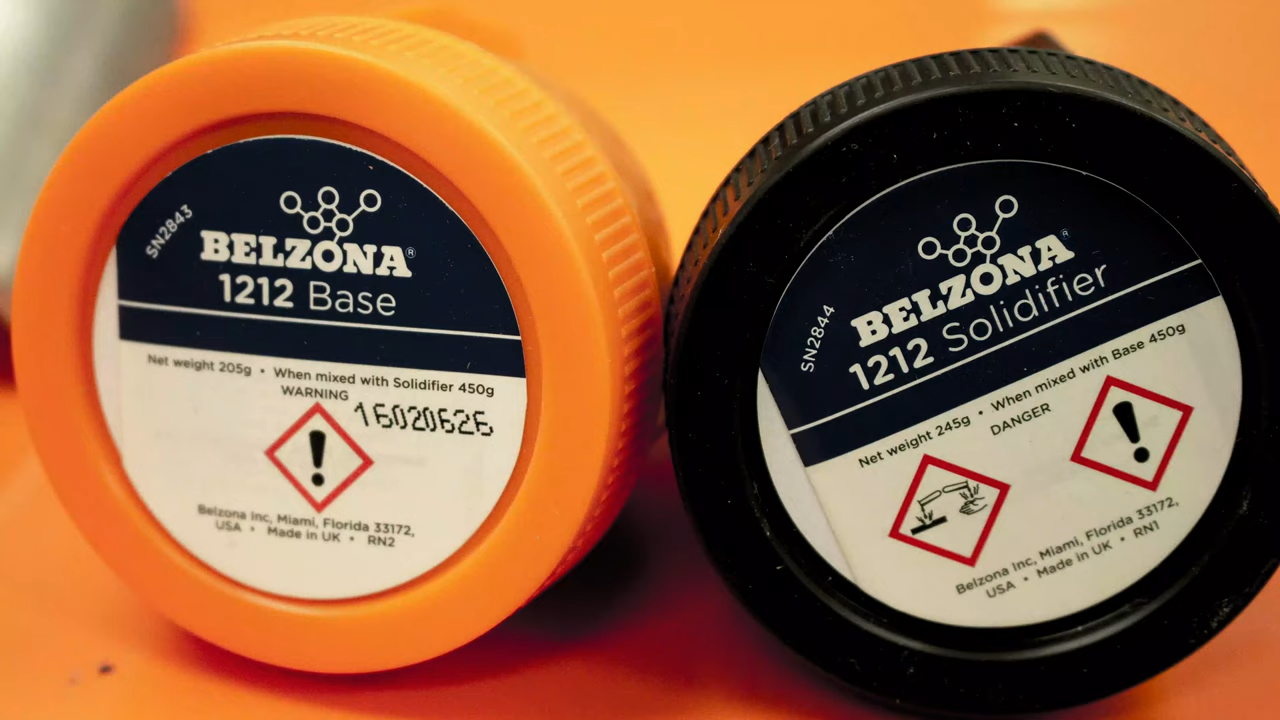 SN2843
BELZONA®
1212 Base
Net weight 205g • When mixed with Solidifier 450g
WARNING
16020626
Belzona Inc, Miami, Florida 33172,
USA • Made in UK • RN2
SN2844
BELZONA®
1212 Solidifier
Net weight 245g • When mixed with Base 450g
DANGER
Belzona Inc, Miami, Florida 33172,
USA • Made in UK • RN1